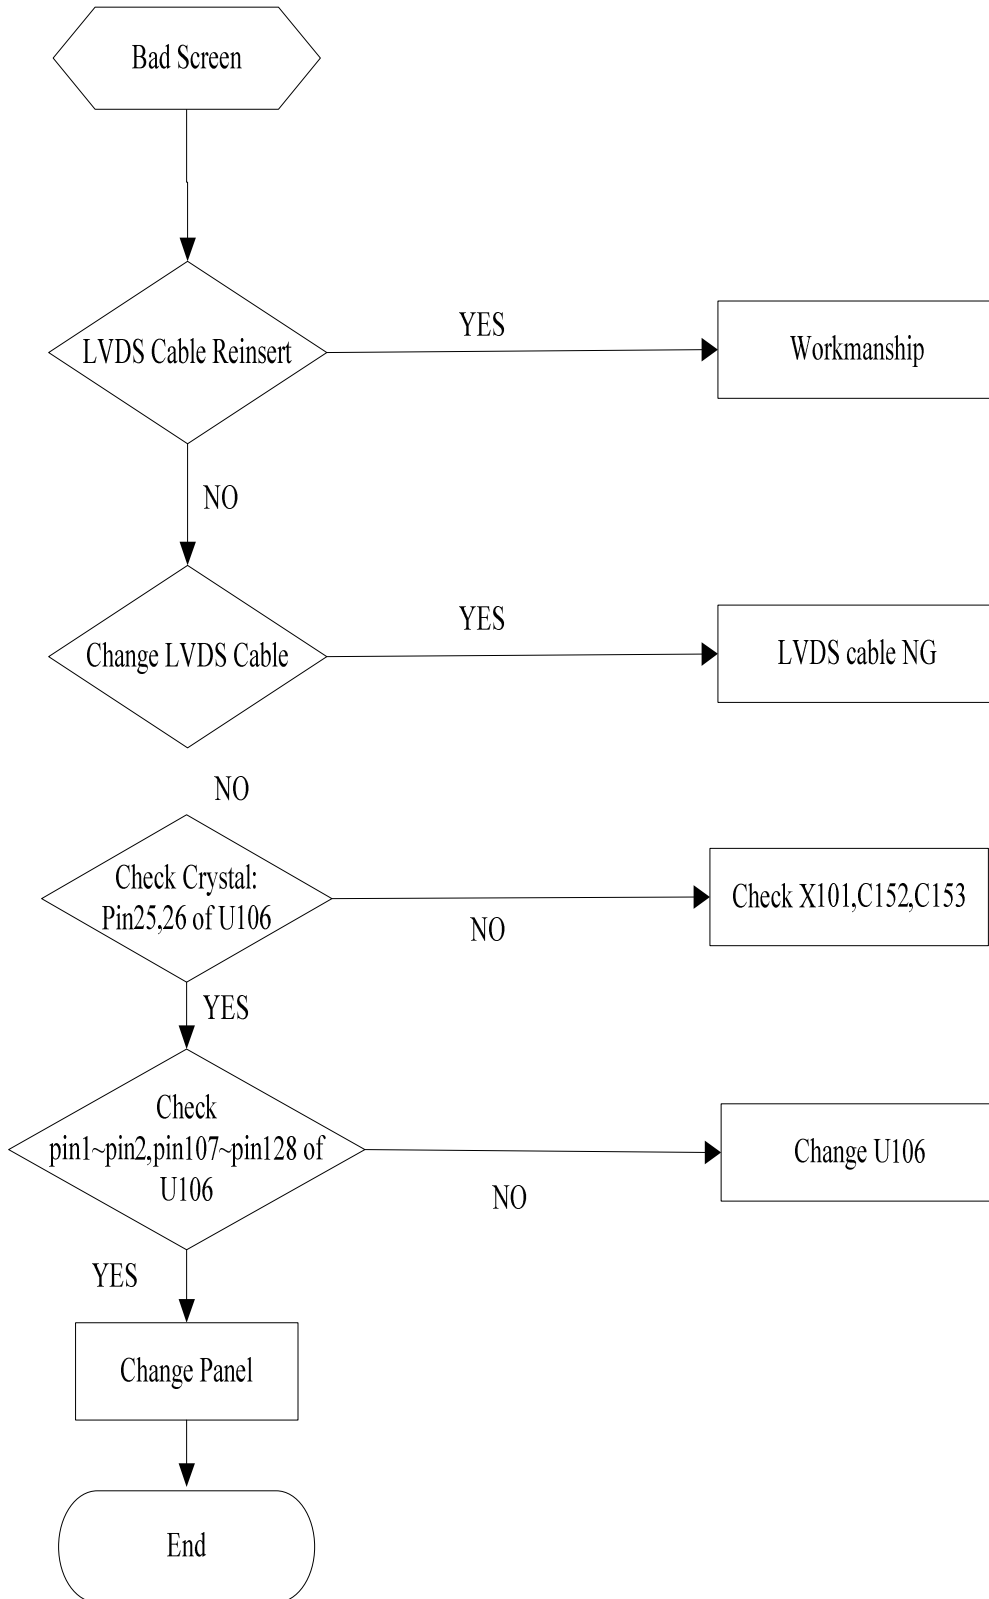 Bad Screen
LVDS Cable Reinsert
YES
Workmanship
NO
Change LVDS Cable
YES
LVDS cable NG
NO
Check Crystal:
Pin25,26 of U106
NO
Check X101,C152,C153
YES
Check
pin1~pin2,pin107~pin128 of
U106
NO
Change U106
YES
Change Panel
End